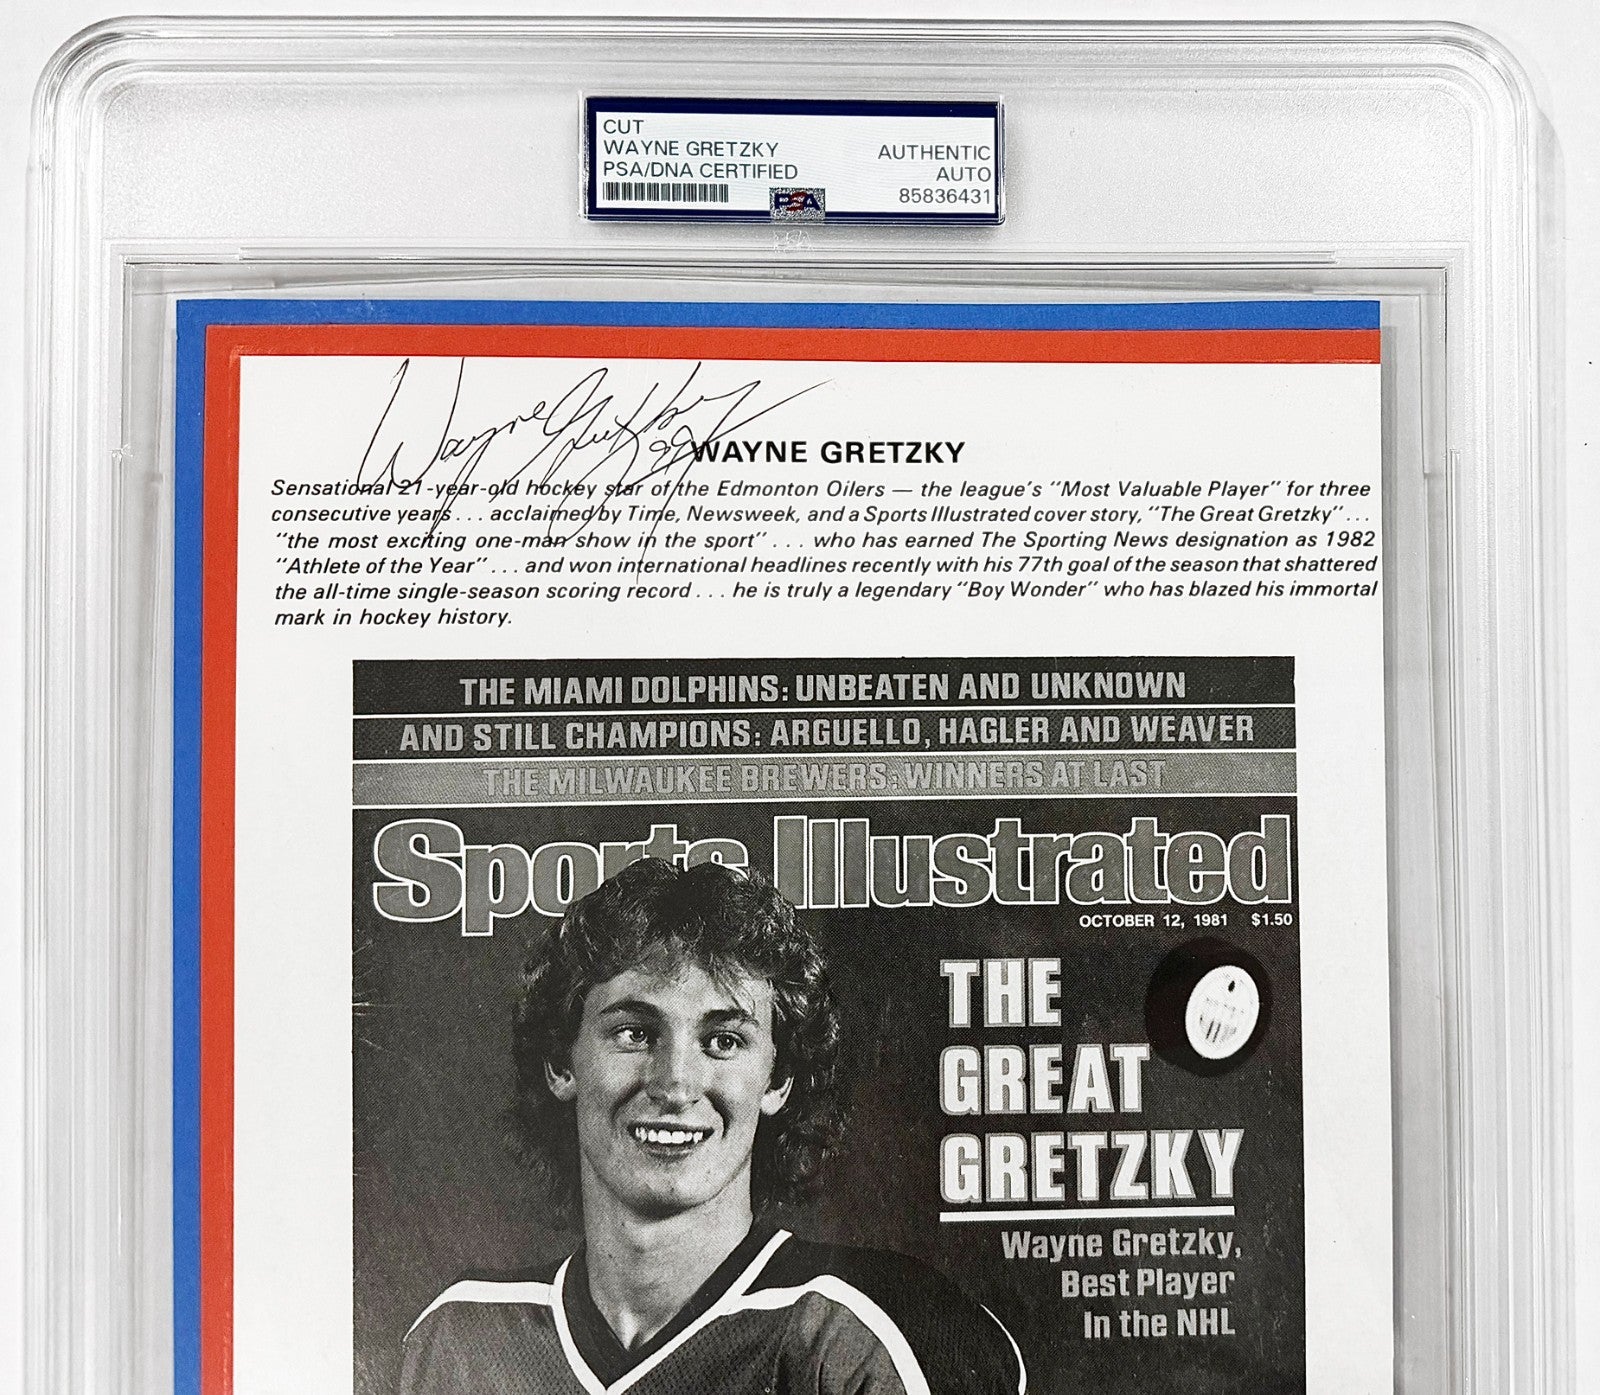 CUT
WAYNE GRETZKY
PSA/DNA CERTIFIED
AUTHENTIC
AUTO
85836431
PSA
Wayne Gretzky
99
WAYNE GRETZKY
Sensational 21-year-old hockey star of the Edmonton Oilers — the league's "Most Valuable Player" for three
consecutive years... acclaimed by Time, Newsweek, and a Sports Illustrated cover story, "The Great Gretzky"...
"the most exciting one-man show in the sport"... who has earned The Sporting News designation as 1982
"Athlete of the Year"... and won international headlines recently with his 77th goal of the season that shattered
the all-time single-season scoring record... he is truly a legendary "Boy Wonder" who has blazed his immortal
mark in hockey history.
THE MIAMI DOLPHINS: UNBEATEN AND UNKNOWN
AND STILL CHAMPIONS: ARGUELLO, HAGLER AND WEAVER
THE MILWAUKEE BREWERS: WINNERS AT LAST
Sports Illustrated
OCTOBER 12, 1981 $1.50
THE
GREAT
GRETZKY
Wayne Gretzky,
Best Player
In the NHL